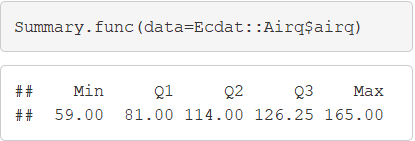 Summary.func(data=Ecdat::Airq$airq)
##    Min     Q1     Q2     Q3    Max
##  59.00  81.00 114.00 126.25 165.00